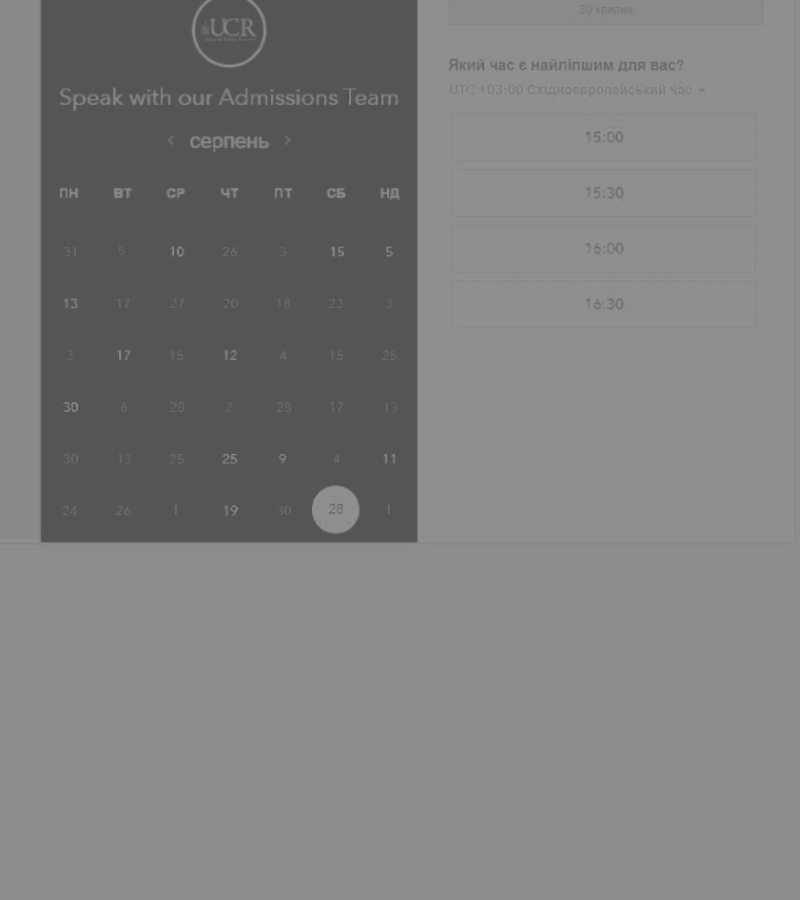 UCR
Speak with our Admissions Team
‹ серпень ›
ПН ВТ СР ЧТ ПТ СБ НД
31 5 10 26 3 15 5
13 17 27 20 18 23 3
3 17 15 12 4 15 25
30 6 28 2 28 17 13
30 13 25 25 9 4 11
24 26 1 19 30 28 1
30 хвилин
Який час є найліпшим для вас?
UTC +03:00 Східноєвропейський час
15:00
15:30
16:00
16:30